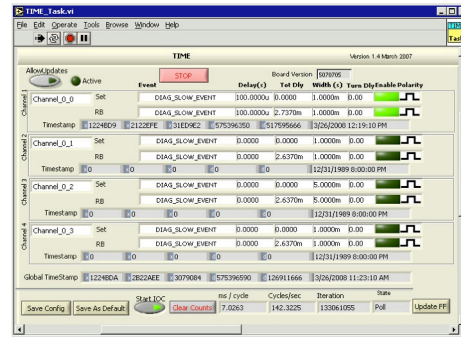 TIME_Task.vi
File Edit Operate Tools Browse Window Help
TIME Version 1.4 March 2007
AllowUpdates Active STOP Board Version 5070705
Event Delay(s) Tot Dly Width (s) Turn Dly Enable Polarity
Channel 1
Channel_0_0 Set DIAG_SLOW_EVENT 100.0000u 0.0000 1.0000m 0.00
RB DIAG_SLOW_EVENT 100.0000u 2.7370m 1.0000m 0.00
Timestamp 1224BD9 2122EFE 31ED9E2 575396350 517595666 3/26/2008 12:19:10 PM
Channel 2
Channel_0_1 Set DIAG_SLOW_EVENT 0.0000 0.0000 1.0000m 0.00
RB DIAG_SLOW_EVENT 0.0000 2.6370m 1.0000m 0.00
Timestamp 0 0 0 0 0 12/31/1989 8:00:00 PM
Channel 3
Channel_0_2 Set DIAG_SLOW_EVENT 0.0000 0.0000 5.0000m 0.00
RB DIAG_SLOW_EVENT 0.0000 2.6370m 5.0000m 0.00
Timestamp 0 0 0 0 0 12/31/1989 8:00:00 PM
Channel 4
Channel_0_3 Set DIAG_SLOW_EVENT 0.0000 0.0000 1.0000m 0.00
RB DIAG_SLOW_EVENT 0.0000 2.6370m 1.0000m 0.00
Timestamp 0 0 0 0 0 12/31/1989 8:00:00 PM
Global TimeStamp 1224BDA 2B22AEE 3079084 575396590 126911666 3/26/2008 11:23:10 AM
Start IOC ms / cycle Cycles/sec Iteration State
Save Config Save As Default Clear Counts 7.0263 142.3225 133061055 Poll Update FF